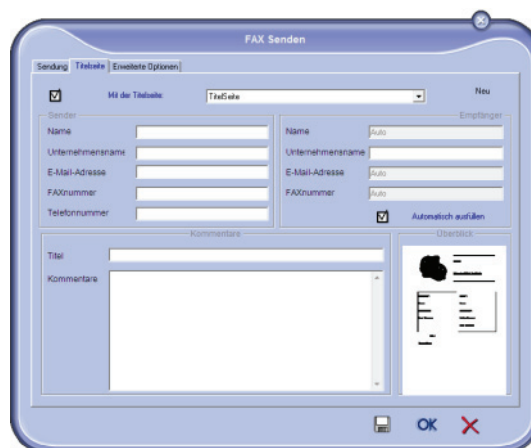 FAX Senden
Sendung Titelseite Erweiterte Optionen
Mit der Titelseite: TitelSeite Neu
Sender
Name
Unternehmensname
E-Mail-Adresse
FAXnummer
Telefonnummer
Empfänger
Name Auto
Unternehmensname
E-Mail-Adresse Auto
FAXnummer Auto
Automatisch ausfüllen
Kommentare
Titel
Kommentare
Überblick
OK